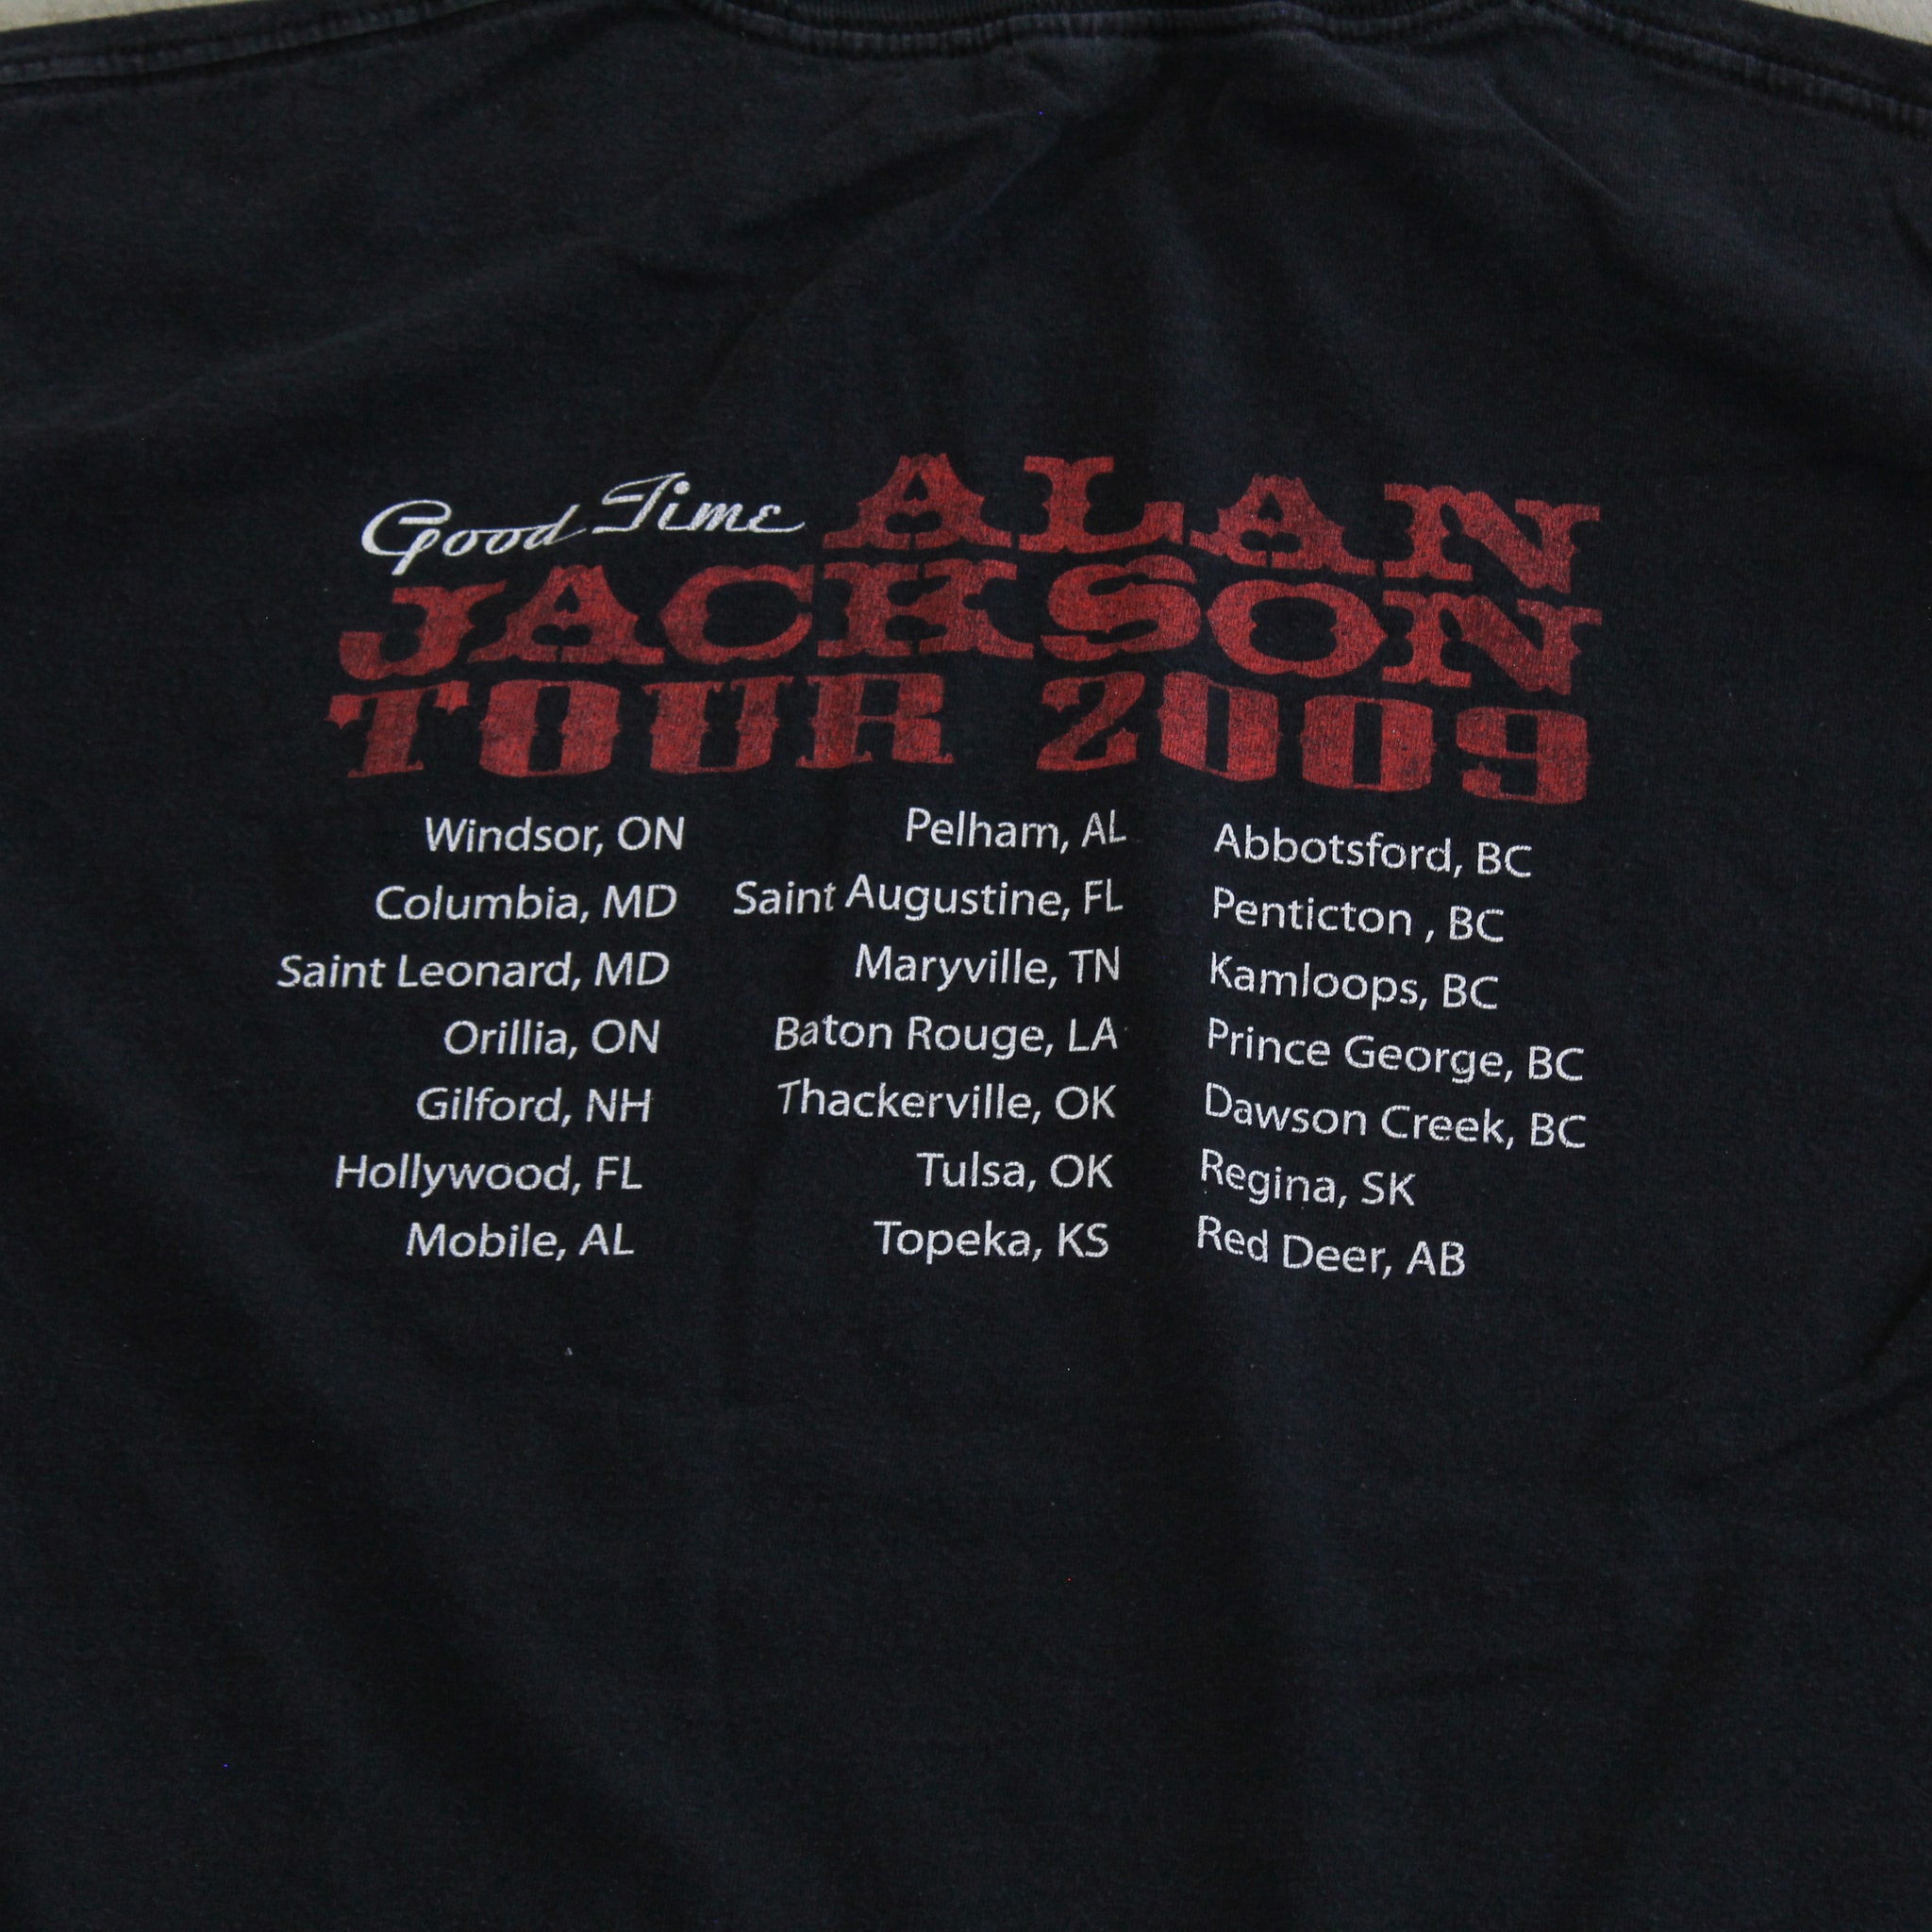 Good Time ALAN
JACKSON
TOUR 2009
Windsor, ON
Columbia, MD
Saint Leonard, MD
Orillia, ON
Gilford, NH
Hollywood, FL
Mobile, AL
Pelham, AL
Saint Augustine, FL
Maryville, TN
Baton Rouge, LA
Thackerville, OK
Tulsa, OK
Topeka, KS
Abbotsford, BC
Penticton , BC
Kamloops, BC
Prince George, BC
Dawson Creek, BC
Regina, SK
Red Deer, AB